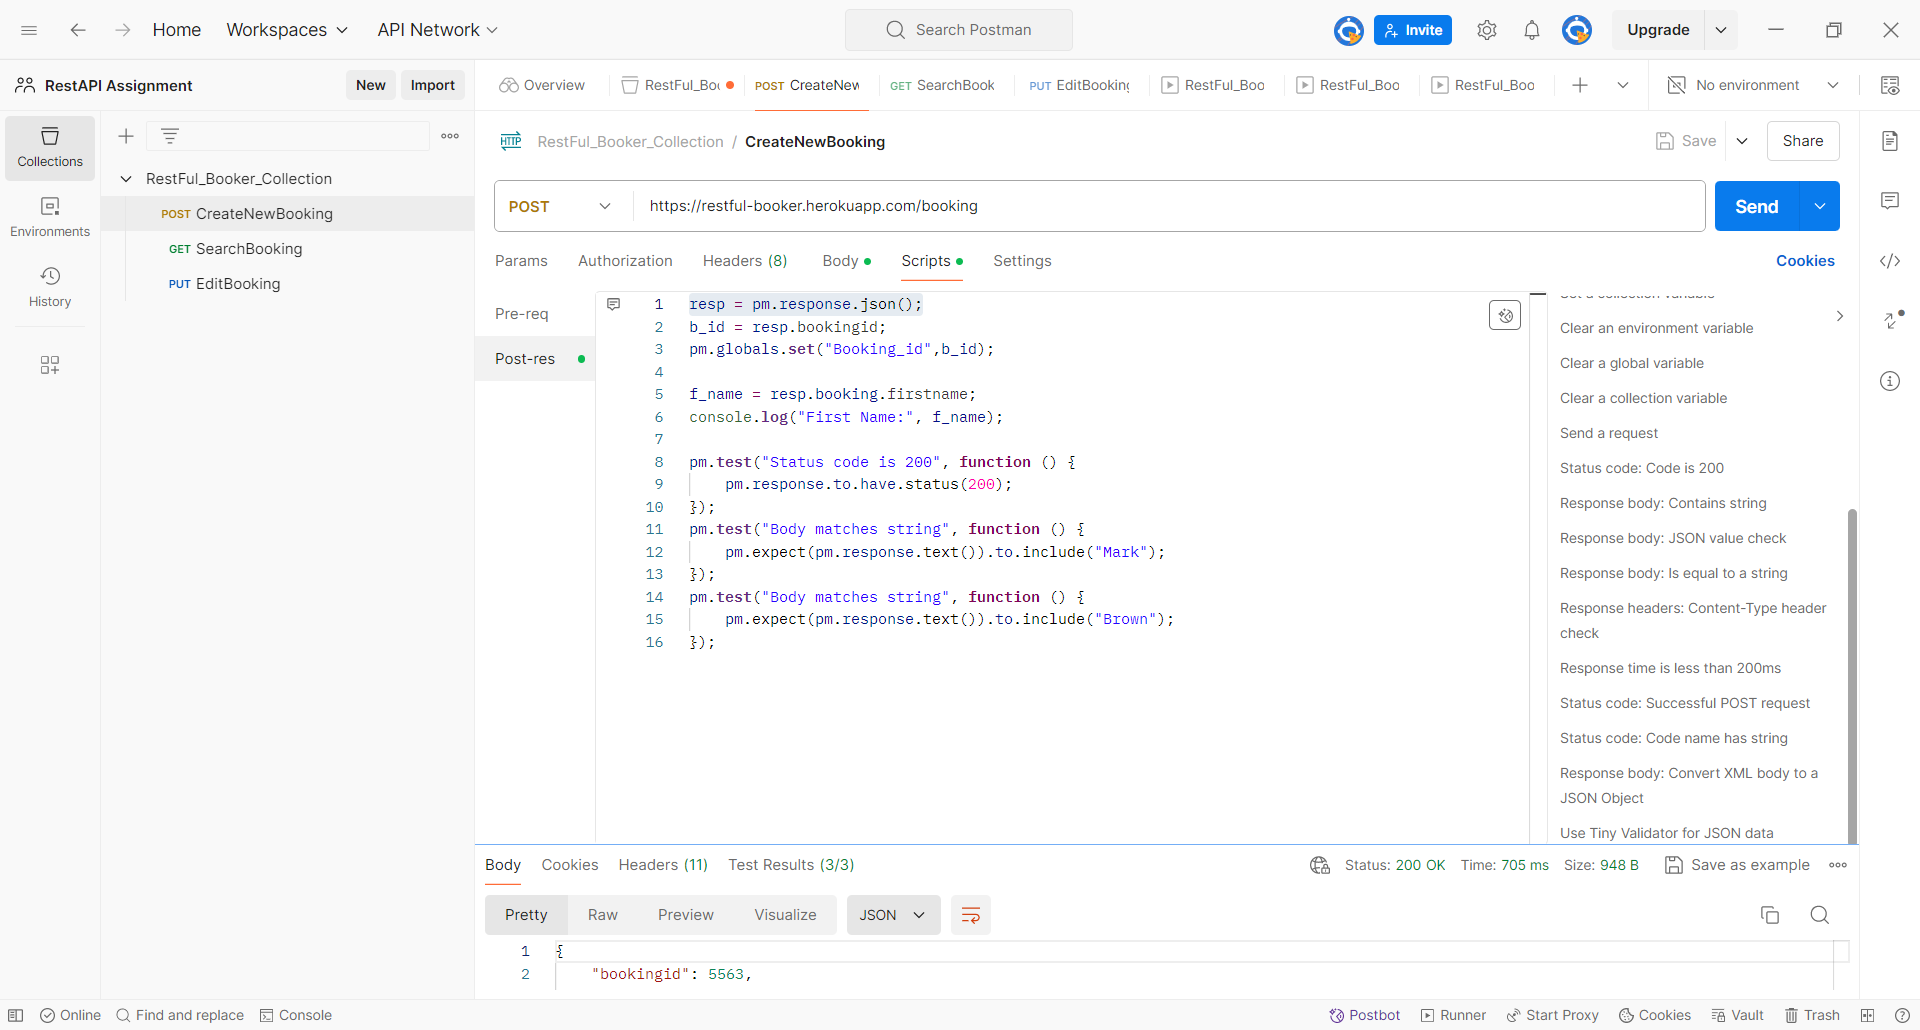 Home Workspaces API Network Search Postman Invite Upgrade
RestAPI Assignment New Import Overview RestFul_Boo POST CreateNew GET SearchBook PUT EditBooking RestFul_Boo RestFul_Boo RestFul_Boo No environment
Collections
Environments
History
RestFul_Booker_Collection
POST CreateNewBooking
GET SearchBooking
PUT EditBooking
HTTP RestFul_Booker_Collection / CreateNewBooking Save Share
POST https://restful-booker.herokuapp.com/booking Send
Params Authorization Headers (8) Body Scripts Settings Cookies
Pre-req
Post-res
1 resp = pm.response.json();
2 b_id = resp.bookingid;
3 pm.globals.set("Booking_id",b_id);
4
5 f_name = resp.booking.firstname;
6 console.log("First Name:", f_name);
7
8 pm.test("Status code is 200", function () {
9 pm.response.to.have.status(200);
10 });
11 pm.test("Body matches string", function () {
12 pm.expect(pm.response.text()).to.include("Mark");
13 });
14 pm.test("Body matches string", function () {
15 pm.expect(pm.response.text()).to.include("Brown");
16 });
Set a collection variable
Clear an environment variable
Clear a global variable
Clear a collection variable
Send a request
Status code: Code is 200
Response body: Contains string
Response body: JSON value check
Response body: Is equal to a string
Response headers: Content-Type header
check
Response time is less than 200ms
Status code: Successful POST request
Status code: Code name has string
Response body: Convert XML body to a
JSON Object
Use Tiny Validator for JSON data
Body Cookies Headers (11) Test Results (3/3) Status: 200 OK Time: 705 ms Size: 948 B Save as example
Pretty Raw Preview Visualize JSON
1 {
2 "bookingid": 5563,
Online Find and replace Console Postbot Runner Start Proxy Cookies Vault Trash